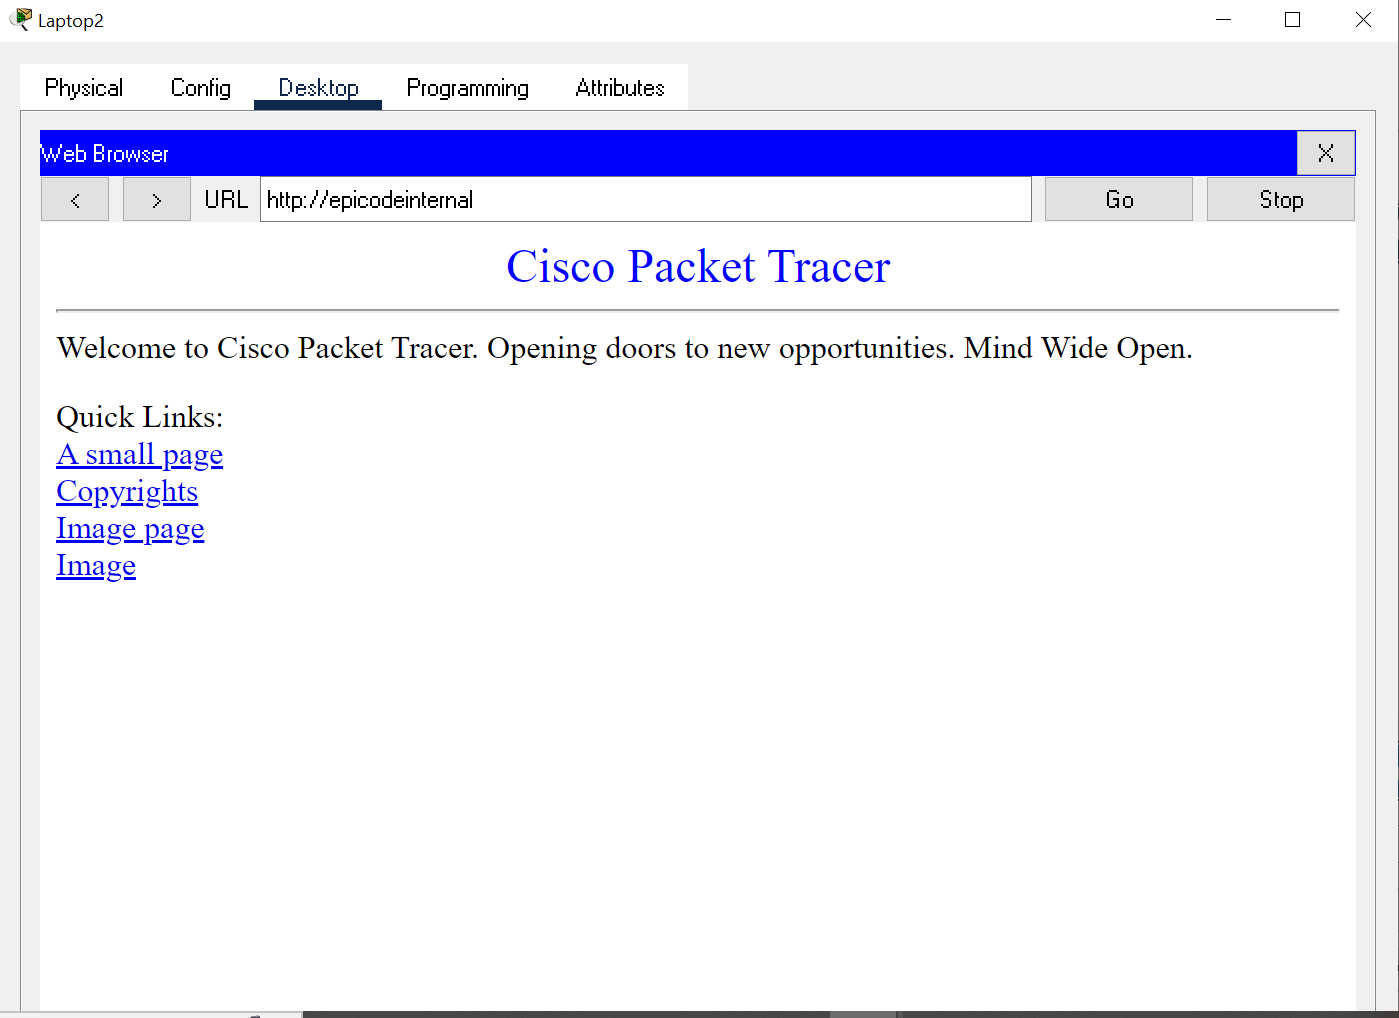 Laptop2
Physical Config Desktop Programming Attributes
Web Browser X
< > URL http://epicodeinternal Go Stop
Cisco Packet Tracer
Welcome to Cisco Packet Tracer. Opening doors to new opportunities. Mind Wide Open.
Quick Links:
A small page
Copyrights
Image page
Image